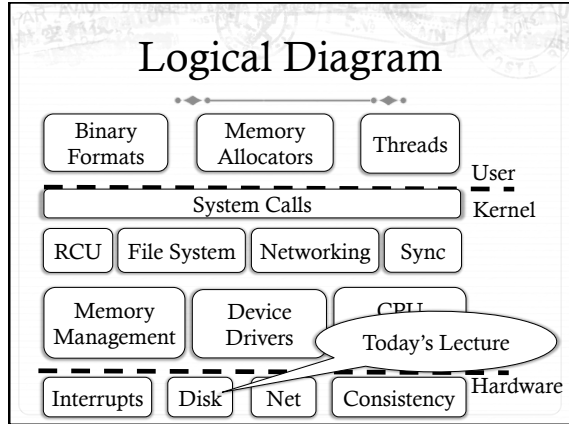 Logical Diagram
Binary
Formats
Memory
Allocators
Threads
User
System Calls
Kernel
RCU
File System
Networking
Sync
Memory
Management
Device
Drivers
CPU
Today's Lecture
Hardware
Interrupts
Disk
Net
Consistency